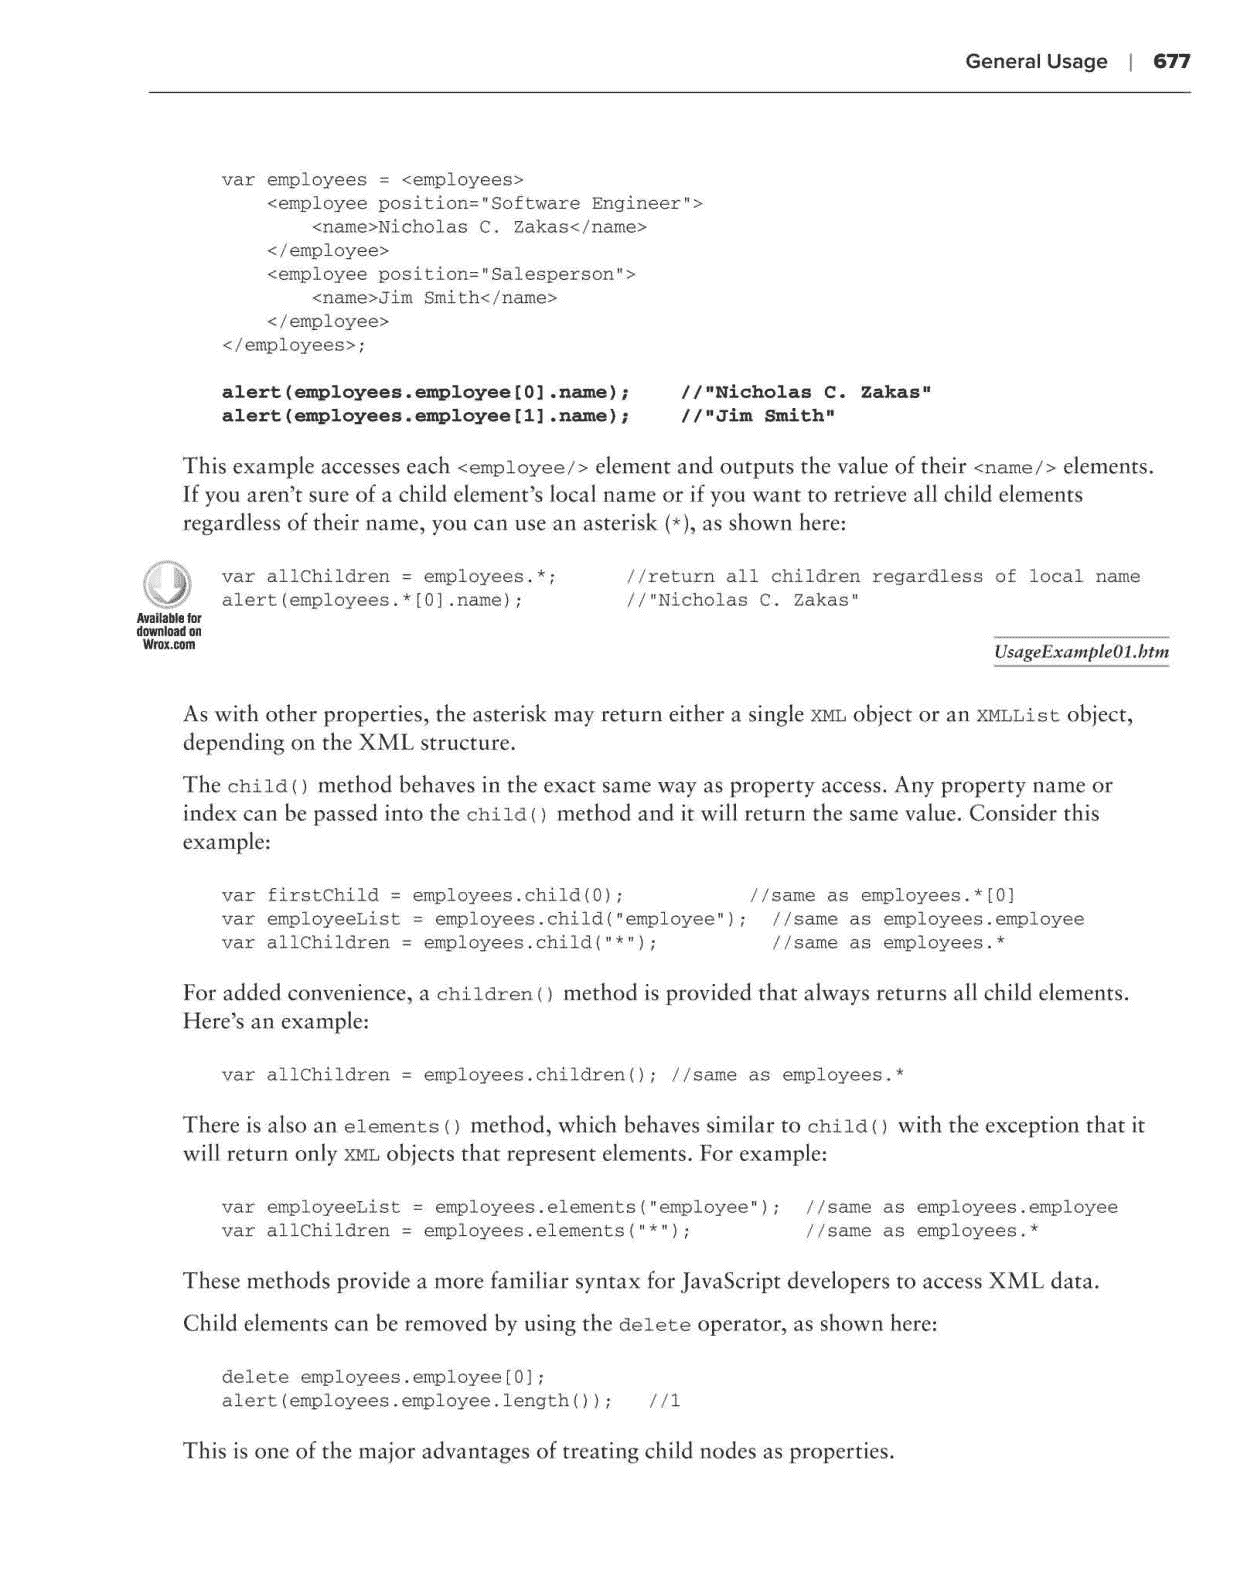 General Usage | 677
var employees = <employees>
    <employee position="Software Engineer">
        <name>Nicholas C. Zakas</name>
    </employee>
    <employee position="Salesperson">
        <name>Jim Smith</name>
    </employee>
</employees>;
alert(employees.employee[0].name);    //"Nicholas C. Zakas"
alert(employees.employee[1].name);    //"Jim Smith"
This example accesses each <employee/> element and outputs the value of their <name/> elements.
If you aren't sure of a child element's local name or if you want to retrieve all child elements
regardless of their name, you can use an asterisk (*), as shown here:
var allChildren = employees.*;      //return all children regardless of local name
alert(employees.*[0].name);         //"Nicholas C. Zakas"
Available for
download on
Wrox.com
UsageExample01.htm
As with other properties, the asterisk may return either a single XML object or an XMLList object,
depending on the XML structure.
The child() method behaves in the exact same way as property access. Any property name or
index can be passed into the child() method and it will return the same value. Consider this
example:
var firstChild = employees.child(0);           //same as employees.*[0]
var employeeList = employees.child("employee");  //same as employees.employee
var allChildren = employees.child("*");          //same as employees.*
For added convenience, a children() method is provided that always returns all child elements.
Here's an example:
var allChildren = employees.children(); //same as employees.*
There is also an elements() method, which behaves similar to child() with the exception that it
will return only XML objects that represent elements. For example:
var employeeList = employees.elements("employee");  //same as employees.employee
var allChildren = employees.elements("*");          //same as employees.*
These methods provide a more familiar syntax for JavaScript developers to access XML data.
Child elements can be removed by using the delete operator, as shown here:
delete employees.employee[0];
alert(employees.employee.length());   //1
This is one of the major advantages of treating child nodes as properties.